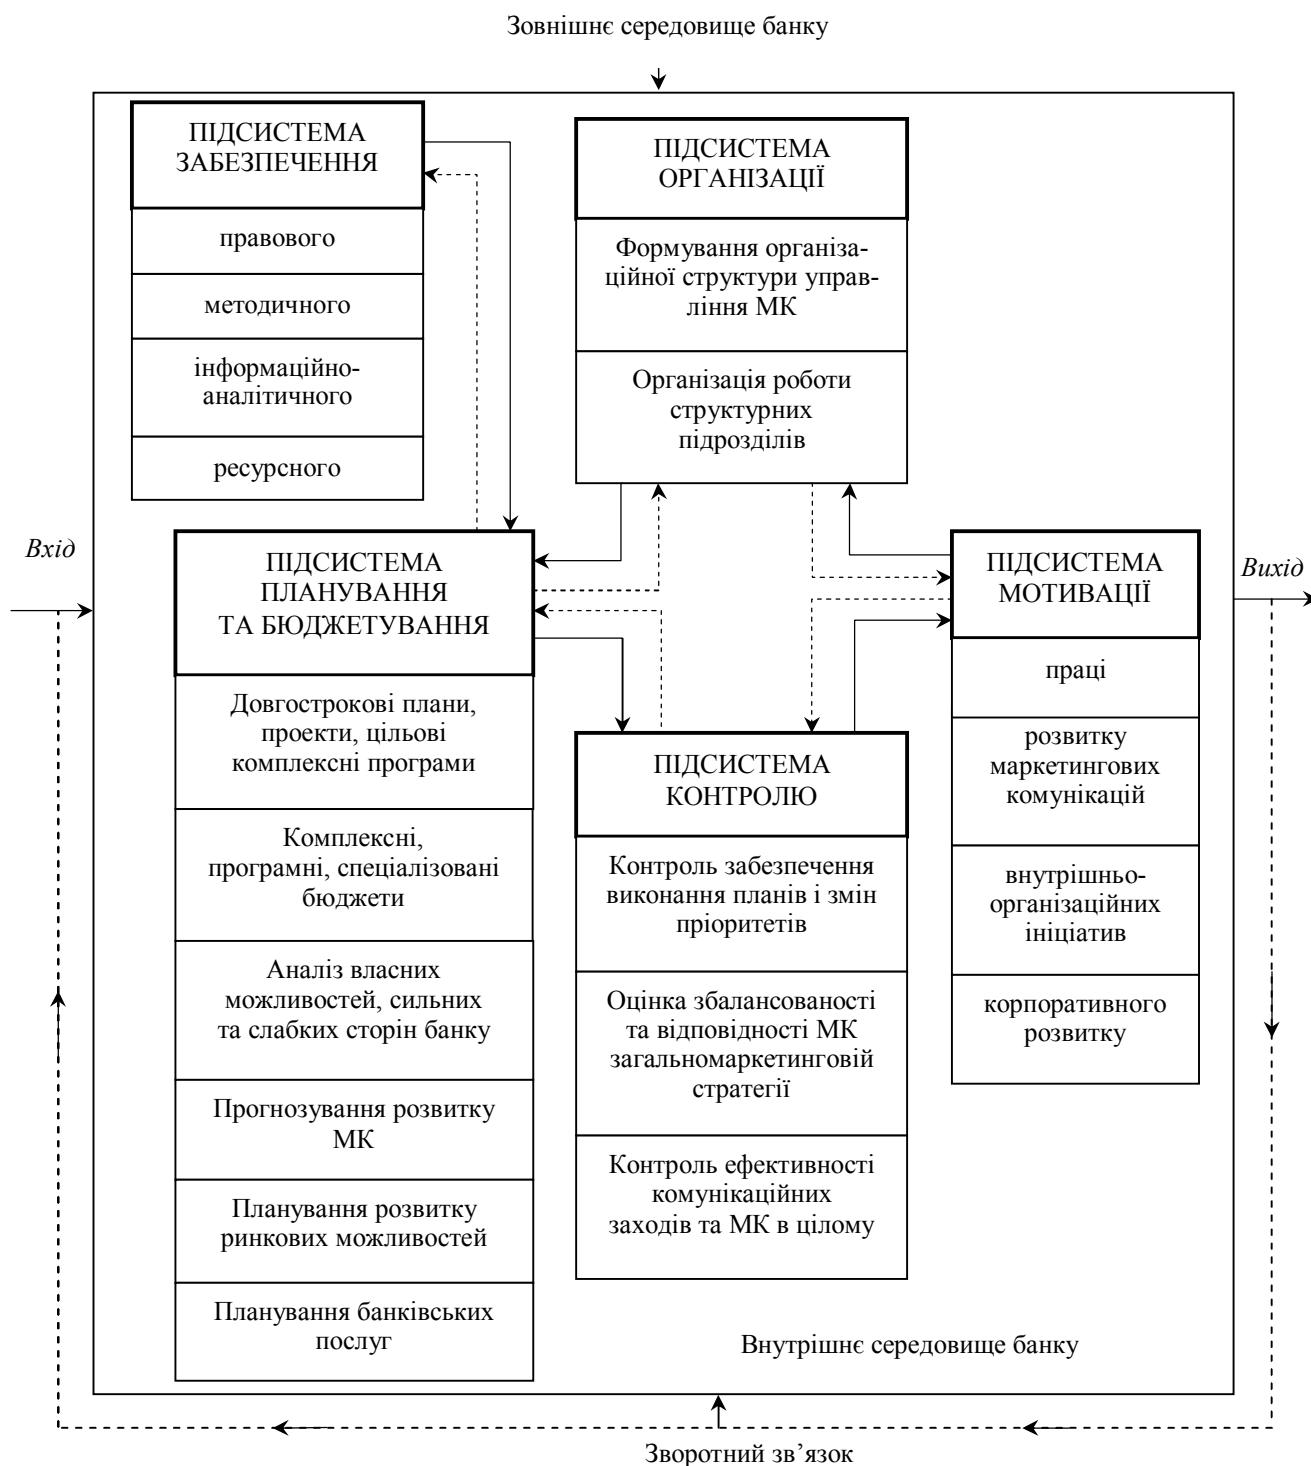 Зовнішнє середовище банку
ПІДСИСТЕМА
ЗАБЕЗПЕЧЕННЯ
правового
методичного
інформаційно-
аналітичного
ресурсного
ПІДСИСТЕМА
ОРГАНІЗАЦІЇ
Формування організа-
ційної структури управ-
ління МК
Організація роботи
структурних
підрозділів
Вхід
ПІДСИСТЕМА
ПЛАНУВАННЯ
ТА БЮДЖЕТУВАННЯ
Довгострокові плани,
проекти, цільові
комплексні програми
Комплексні,
програмні, спеціалізовані
бюджети
Аналіз власних
можливостей, сильних
та слабких сторін банку
Прогнозування розвитку
МК
Планування розвитку
ринкових можливостей
Планування банківських
послуг
ПІДСИСТЕМА
КОНТРОЛЮ
Контроль забезпечення
виконання планів і змін
пріоритетів
Оцінка збалансованості
та відповідності МК
загальномаркетинговій
стратегії
Контроль ефективності
комунікаційних
заходів та МК в цілому
ПІДСИСТЕМА
МОТИВАЦІЇ
праці
розвитку
маркетингових
комунікацій
внутрішньо-
організаційних
ініціатив
корпоративного
розвитку
Вихід
Внутрішнє середовище банку
Зворотний зв’язок